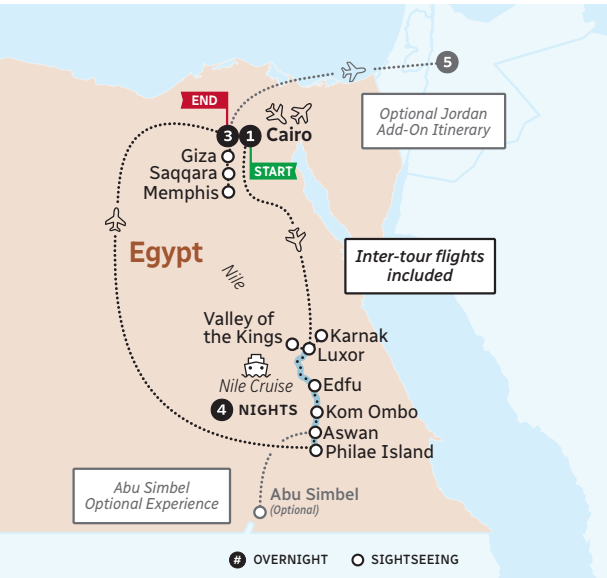 5
END
Optional Jordan
Add-On Itinerary
3
1
Cairo
Giza
START
Saqqara
Memphis
Egypt
Inter-tour flights
included
Nile
Valley of
the Kings
Karnak
Luxor
Nile Cruise
Edfu
4 NIGHTS
Kom Ombo
Aswan
Philae Island
Abu Simbel
Optional Experience
Abu Simbel
(Optional)
# OVERNIGHT
SIGHTSEEING